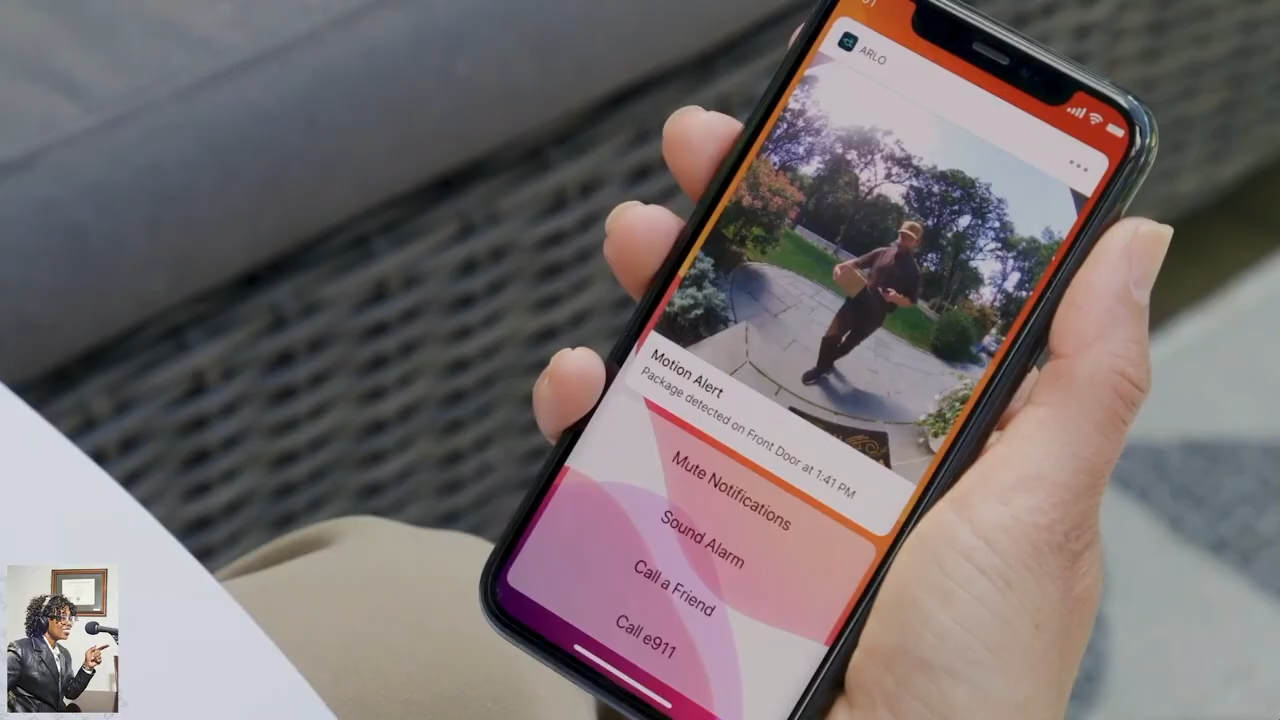 ARLO
Motion Alert
Package detected on Front Door at 1:41 PM
Mute Notifications
Sound Alarm
Call a Friend
Call e911